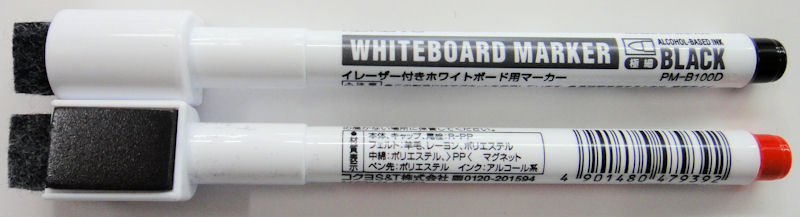 WHITEBOARD MARKER
イレーザー付きホワイトボード用マーカー
極細
ALCOHOL-BASED INK
BLACK
PM-B100D
●材質表示
本体、キャップ、尾栓：R-PP
フェルト：羊毛、レーヨン、ポリエステル
中綿：ポリエステル、〉PP〈 マグネット
ペン先：ポリエステル インク：アルコール系
コクヨS&T株式会社 0120-201594
4 901480 479392